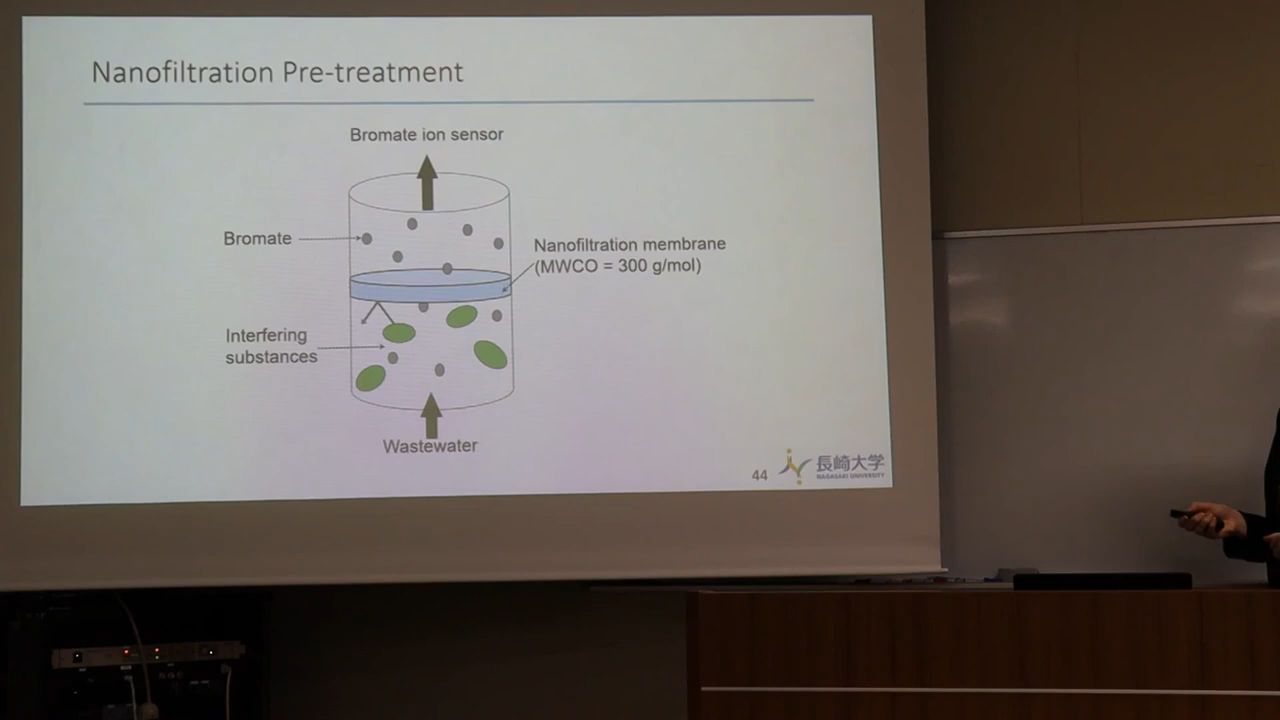 Nanofiltration Pre-treatment
Bromate ion sensor
Bromate
Nanofiltration membrane
(MWCO = 300 g/mol)
Interfering
substances
Wastewater
44
長崎大学
NAGASAKI UNIVERSITY